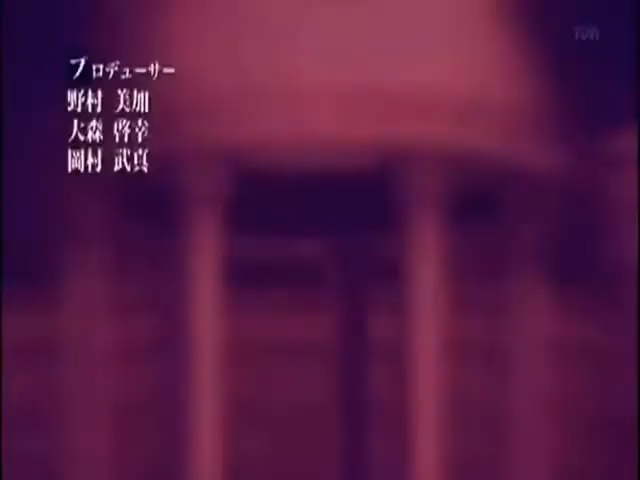 プロデューサー
野村 美加
大森 啓幸
岡村 武真